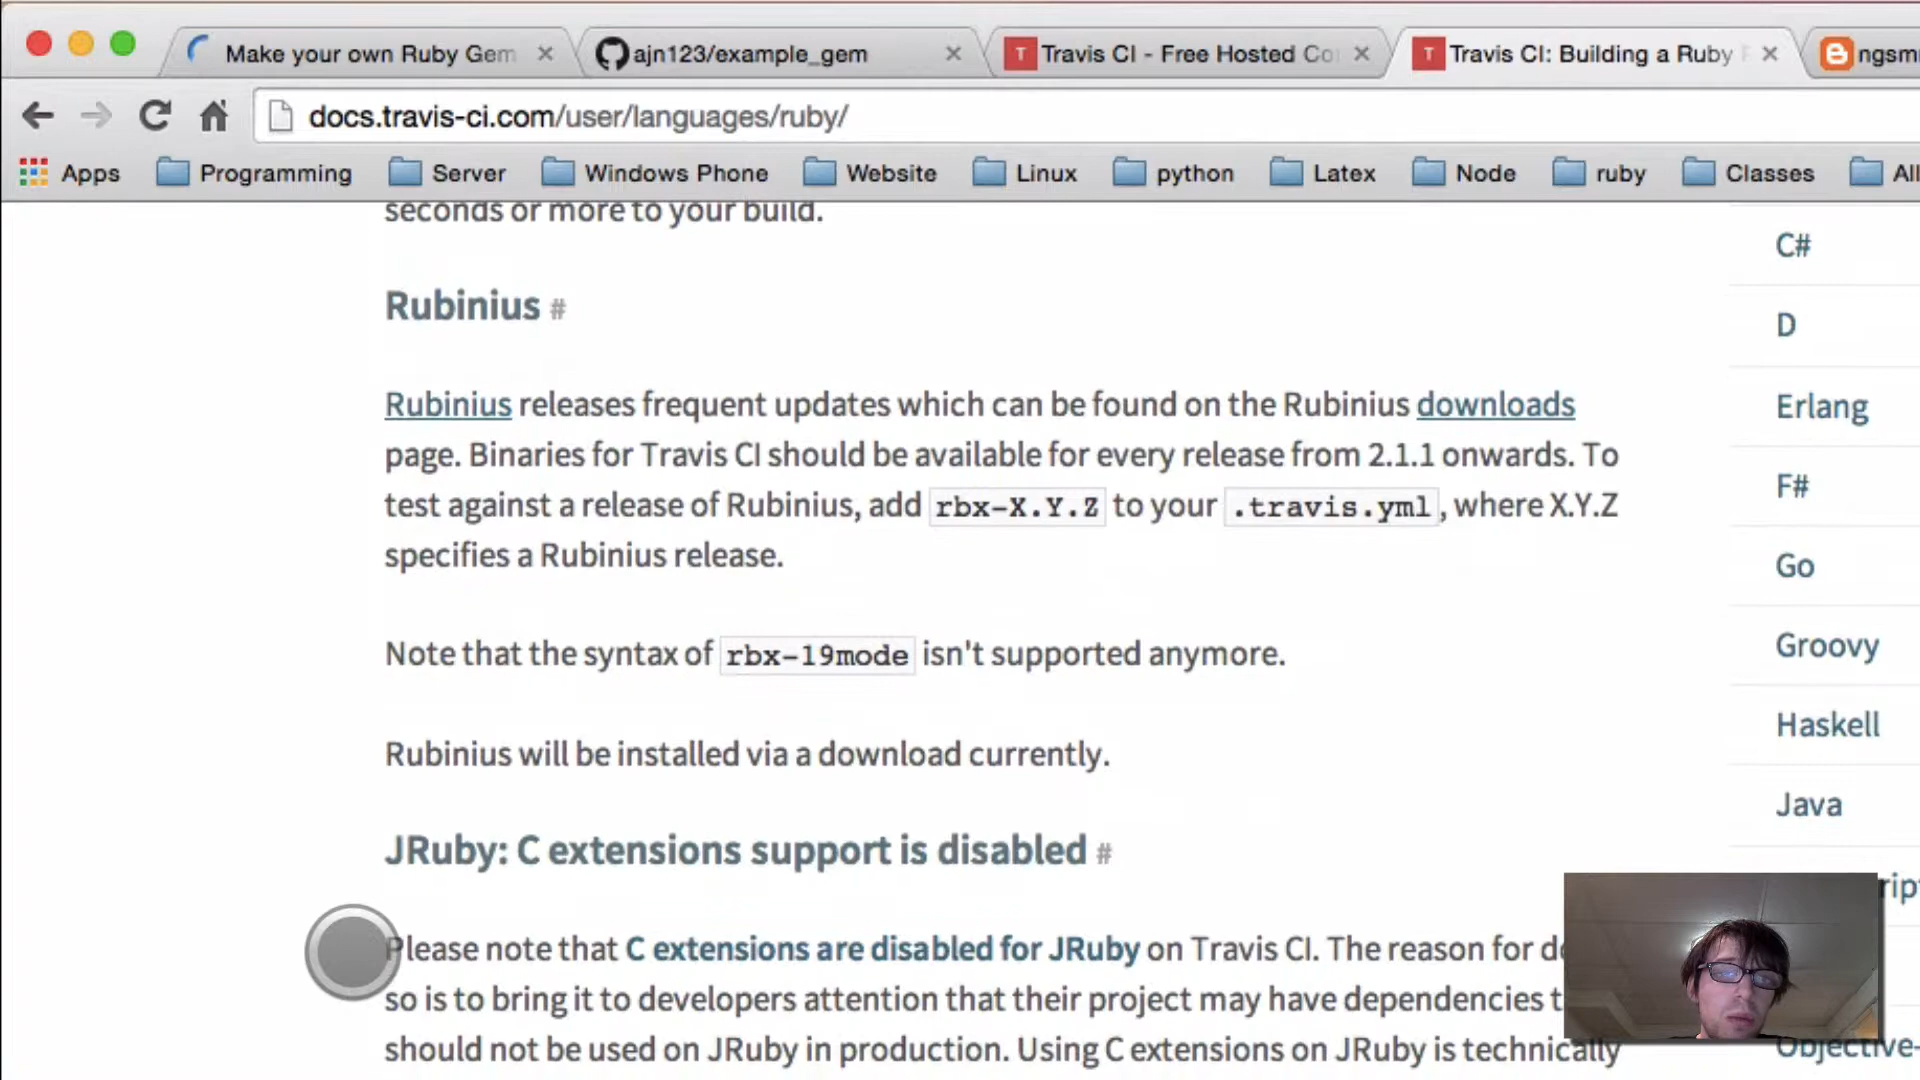 Make your own Ruby Gem
ajn123/example_gem
Travis CI - Free Hosted Co
Travis CI: Building a Ruby
ngsm
docs.travis-ci.com/user/languages/ruby/
Apps Programming Server Windows Phone Website Linux python Latex Node ruby Classes All
seconds or more to your build.
Rubinius #
Rubinius releases frequent updates which can be found on the Rubinius downloads
page. Binaries for Travis CI should be available for every release from 2.1.1 onwards. To
test against a release of Rubinius, add rbx-X.Y.Z to your .travis.yml, where X.Y.Z
specifies a Rubinius release.
Note that the syntax of rbx-19mode isn't supported anymore.
Rubinius will be installed via a download currently.
JRuby: C extensions support is disabled #
Please note that C extensions are disabled for JRuby on Travis CI. The reason for d
so is to bring it to developers attention that their project may have dependencies t
should not be used on JRuby in production. Using C extensions on JRuby is technically
C#
D
Erlang
F#
Go
Groovy
Haskell
Java
ript
Objective-